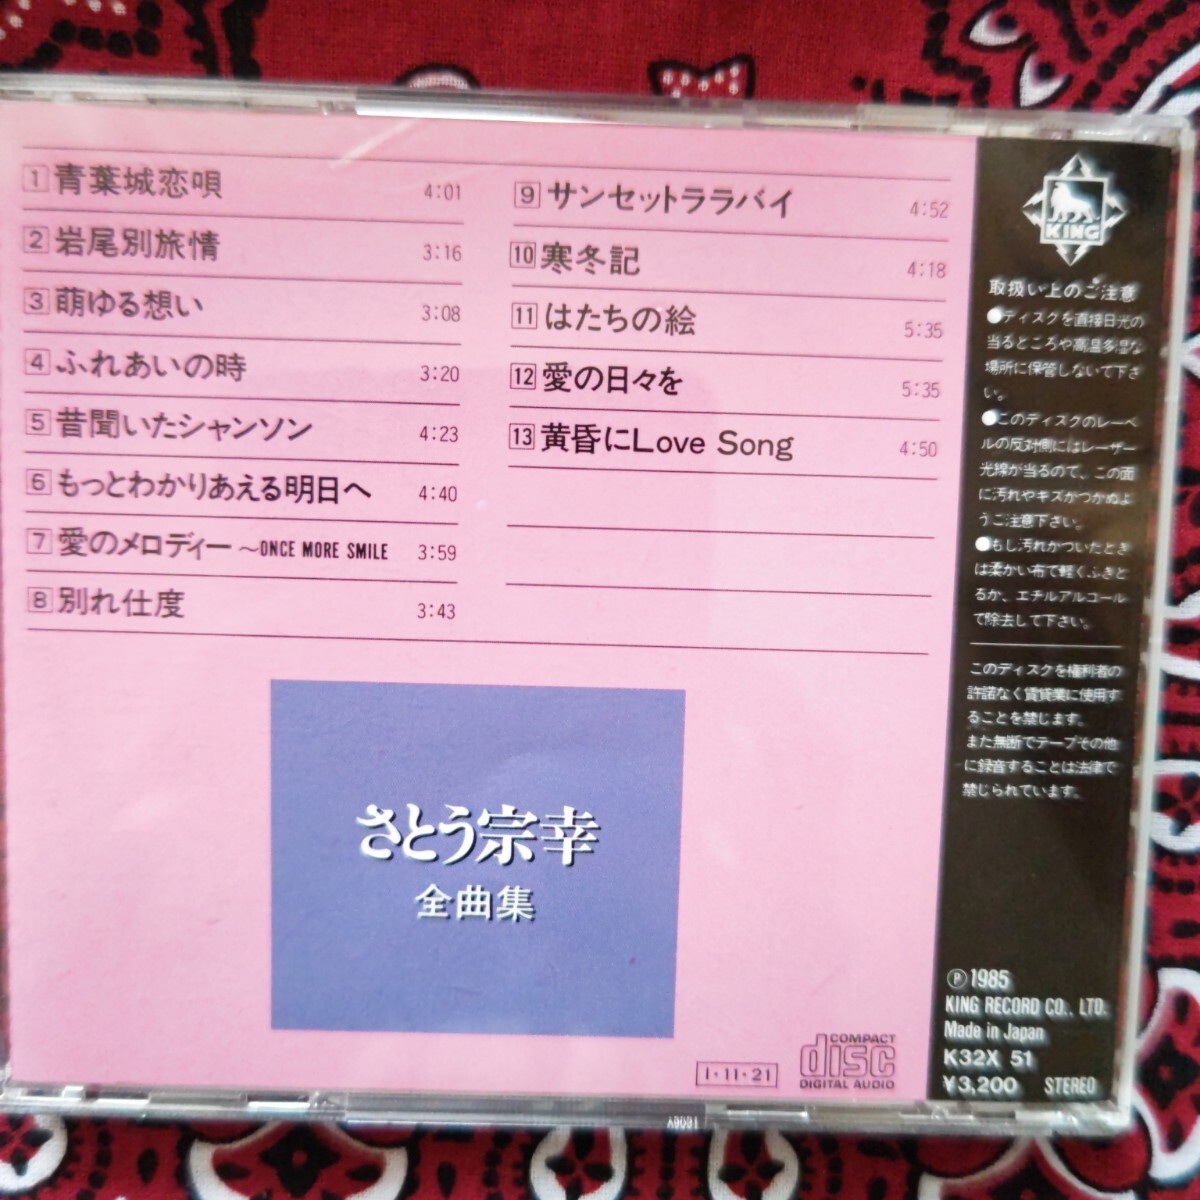 1 青葉城恋唄 4:01
2 岩尾別旅情 3:16
3 萌ゆる想い 3:08
4 ふれあいの時 3:20
5 昔聞いたシャンソン 4:23
6 もっとわかりあえる明日へ 4:40
7 愛のメロディー ～ONCE MORE SMILE 3:59
8 別れ仕度 3:43
9 サンセットララバイ 4:52
10 寒冬記 4:18
11 はたちの絵 5:35
12 愛の日々を 5:35
13 黄昏にLove Song 4:50
さとう宗幸
全曲集
1・11・21
COMPACT
disc
DIGITAL AUDIO
KING
取扱い上のご注意
●ディスクを直接日光の
当るところや高温多湿な
場所に保管しないで下さ
い。
●このディスクのレーベ
ルの反対側にはレーザー
光線が当るので、この面
に汚れやキズがつかぬよ
うご注意下さい。
●もし汚れがついたとき
は柔かい布で軽くふきと
るか、エチルアルコール
で除去して下さい。
このディスクを権利者の
許諾なく賃貸業に使用す
ることを禁じます。
また無断でテープその他
に録音することは法律で
禁じられています。
Ⓟ1985
KING RECORD CO., LTD.
Made in Japan
K32X 51
¥3,200 STEREO